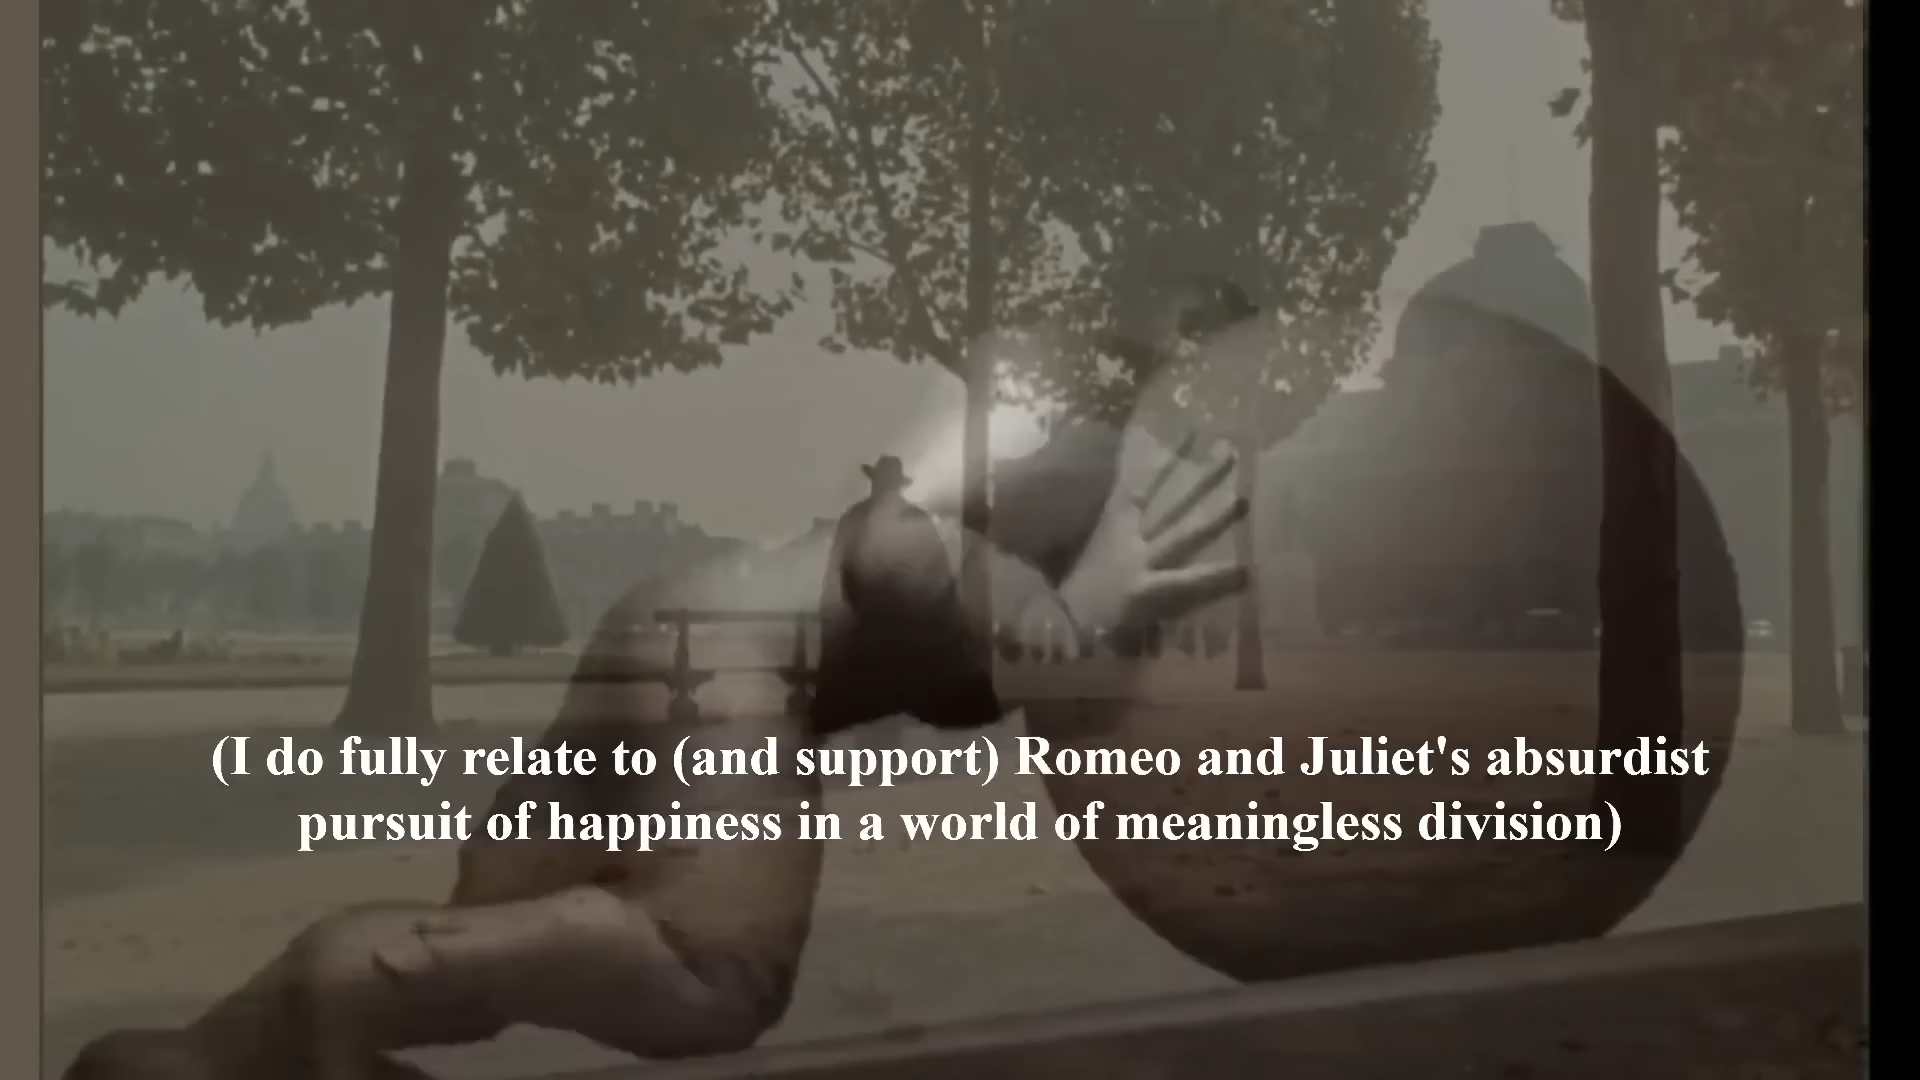 (I do fully relate to (and support) Romeo and Juliet's absurdist
pursuit of happiness in a world of meaningless division)